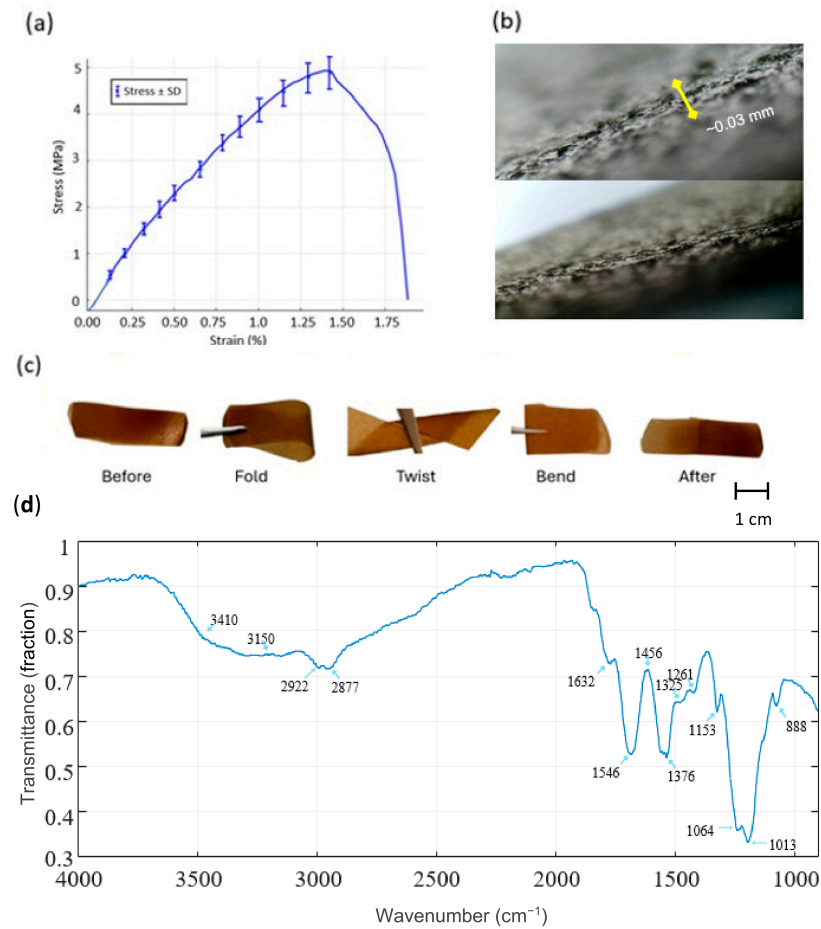 (a)
5
4
3
2
1
0
Stress (MPa)
Stress ± SD
0.00 0.25 0.50 0.75 1.0 1.25 1.50 1.75
Strain (%)
(b)
~0.03 mm
(c)
Before Fold Twist Bend After
1 cm
(d)
1
0.9
0.8
0.7
0.6
0.5
0.4
0.3
Transmittance (fraction)
3410
3150
2922
2877
1632
1546
1456
1376
1325
1261
1153
1064
1013
888
4000 3500 3000 2500 2000 1500 1000
Wavenumber (cm⁻¹)